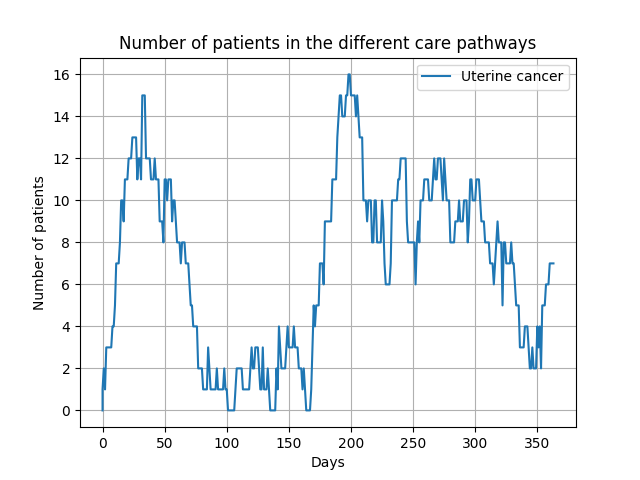 Number of patients in the different care pathways
Uterine cancer
16
14
12
10
8
6
4
2
0
Number of patients
0 50 100 150 200 250 300 350
Days